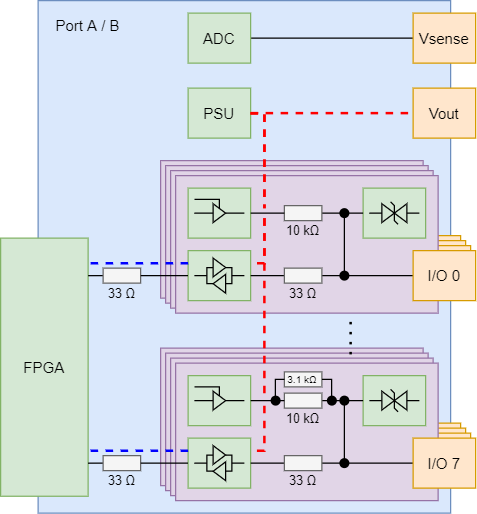 Port A / B
ADC
Vsense
PSU
Vout
10 kΩ
33 Ω
33 Ω
I/O 0
FPGA
3.1 kΩ
10 kΩ
33 Ω
33 Ω
I/O 7